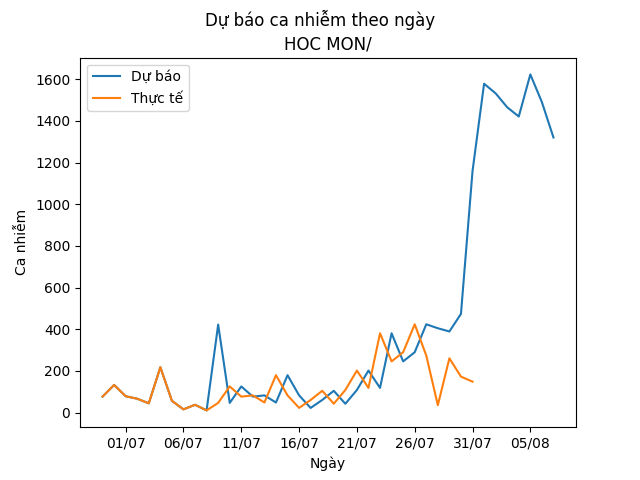 Dự báo ca nhiễm theo ngày
HOC MON/
Dự báo
Thực tế
1600
1400
1200
1000
800
600
400
200
0
Ca nhiễm
01/07 06/07 11/07 16/07 21/07 26/07 31/07 05/08
Ngày